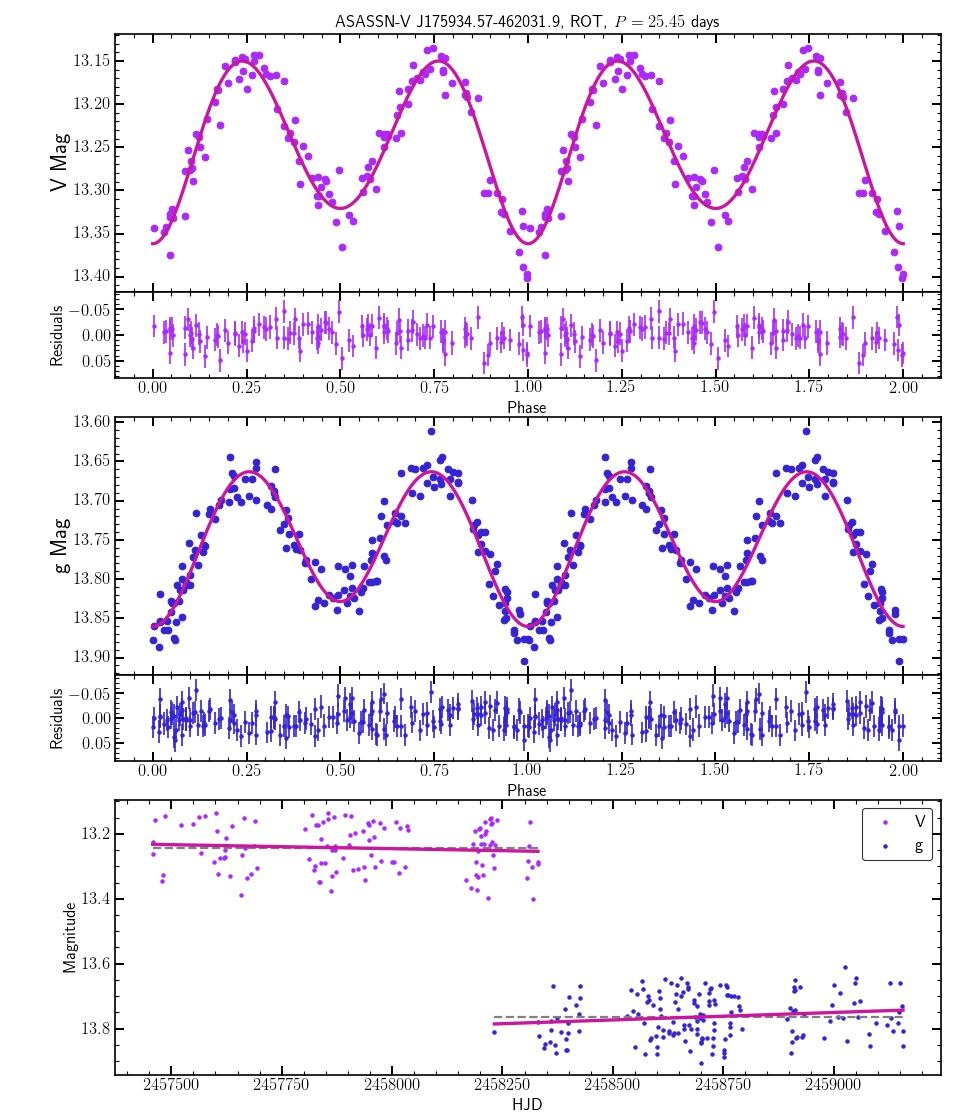 ASASSN-V J175934.57-462031.9, ROT, P = 25.45 days
V Mag
13.15
13.20
13.25
13.30
13.35
13.40
Residuals
−0.05
0.00
0.05
0.00 0.25 0.50 0.75 1.00 1.25 1.50 1.75 2.00
Phase
g Mag
13.60
13.65
13.70
13.75
13.80
13.85
13.90
Residuals
−0.05
0.00
0.05
0.00 0.25 0.50 0.75 1.00 1.25 1.50 1.75 2.00
Phase
Magnitude
13.2
13.4
13.6
13.8
V
g
2457500 2457750 2458000 2458250 2458500 2458750 2459000
HJD